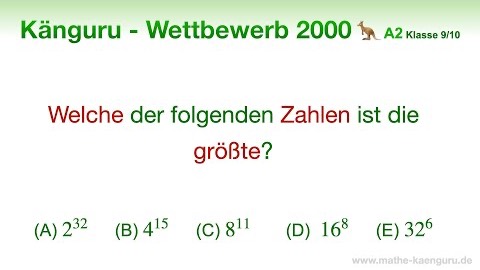 Känguru - Wettbewerb 2000 🦘 A2 Klasse 9/10
Welche der folgenden Zahlen ist die
größte?
(A) 2³² (B) 4¹⁵ (C) 8¹¹ (D) 16⁸ (E) 32⁶
www.mathe-kaenguru.de